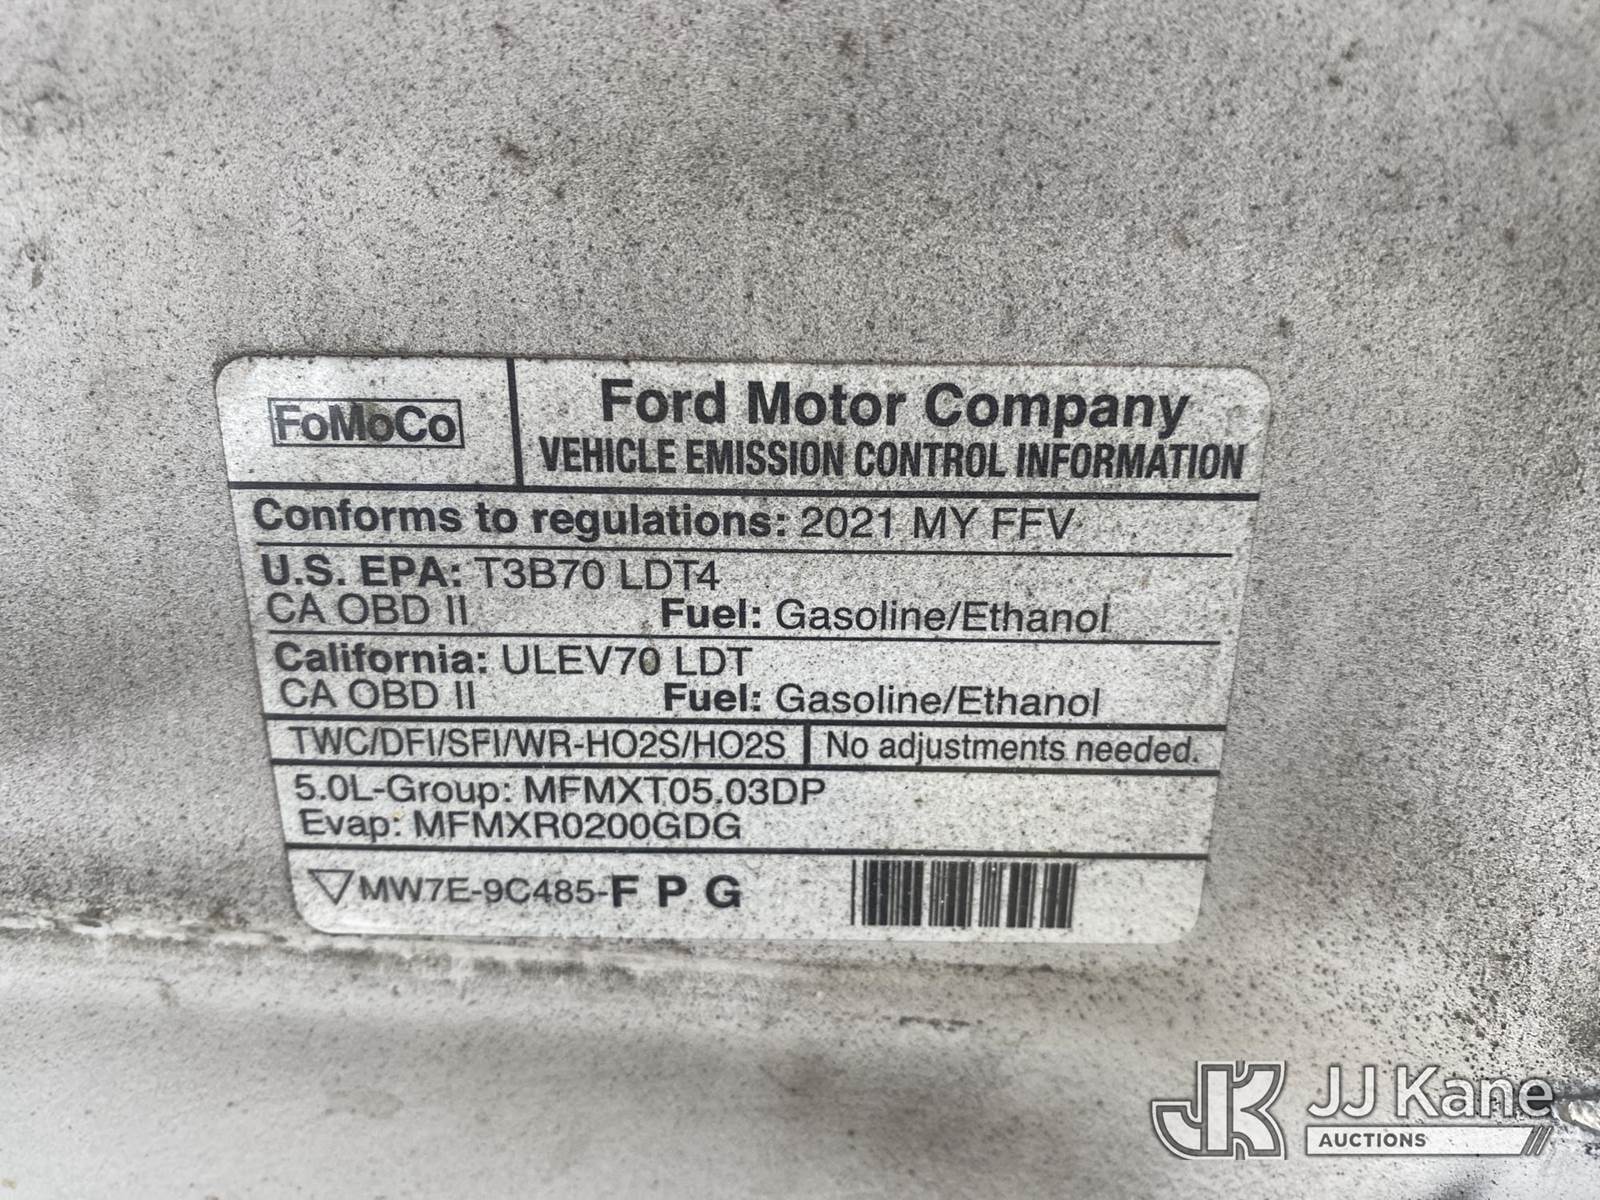 FoMoCo
Ford Motor Company
VEHICLE EMISSION CONTROL INFORMATION
Conforms to regulations: 2021 MY FFV
U.S. EPA: T3B70 LDT4
CA OBD II Fuel: Gasoline/Ethanol
California: ULEV70 LDT
CA OBD II Fuel: Gasoline/Ethanol
TWC/DFI/SFI/WR-HO2S/HO2S No adjustments needed.
5.0L-Group: MFMXT05.03DP
Evap: MFMXR0200GDG
MW7E-9C485-F P G
JK JJ Kane
AUCTIONS